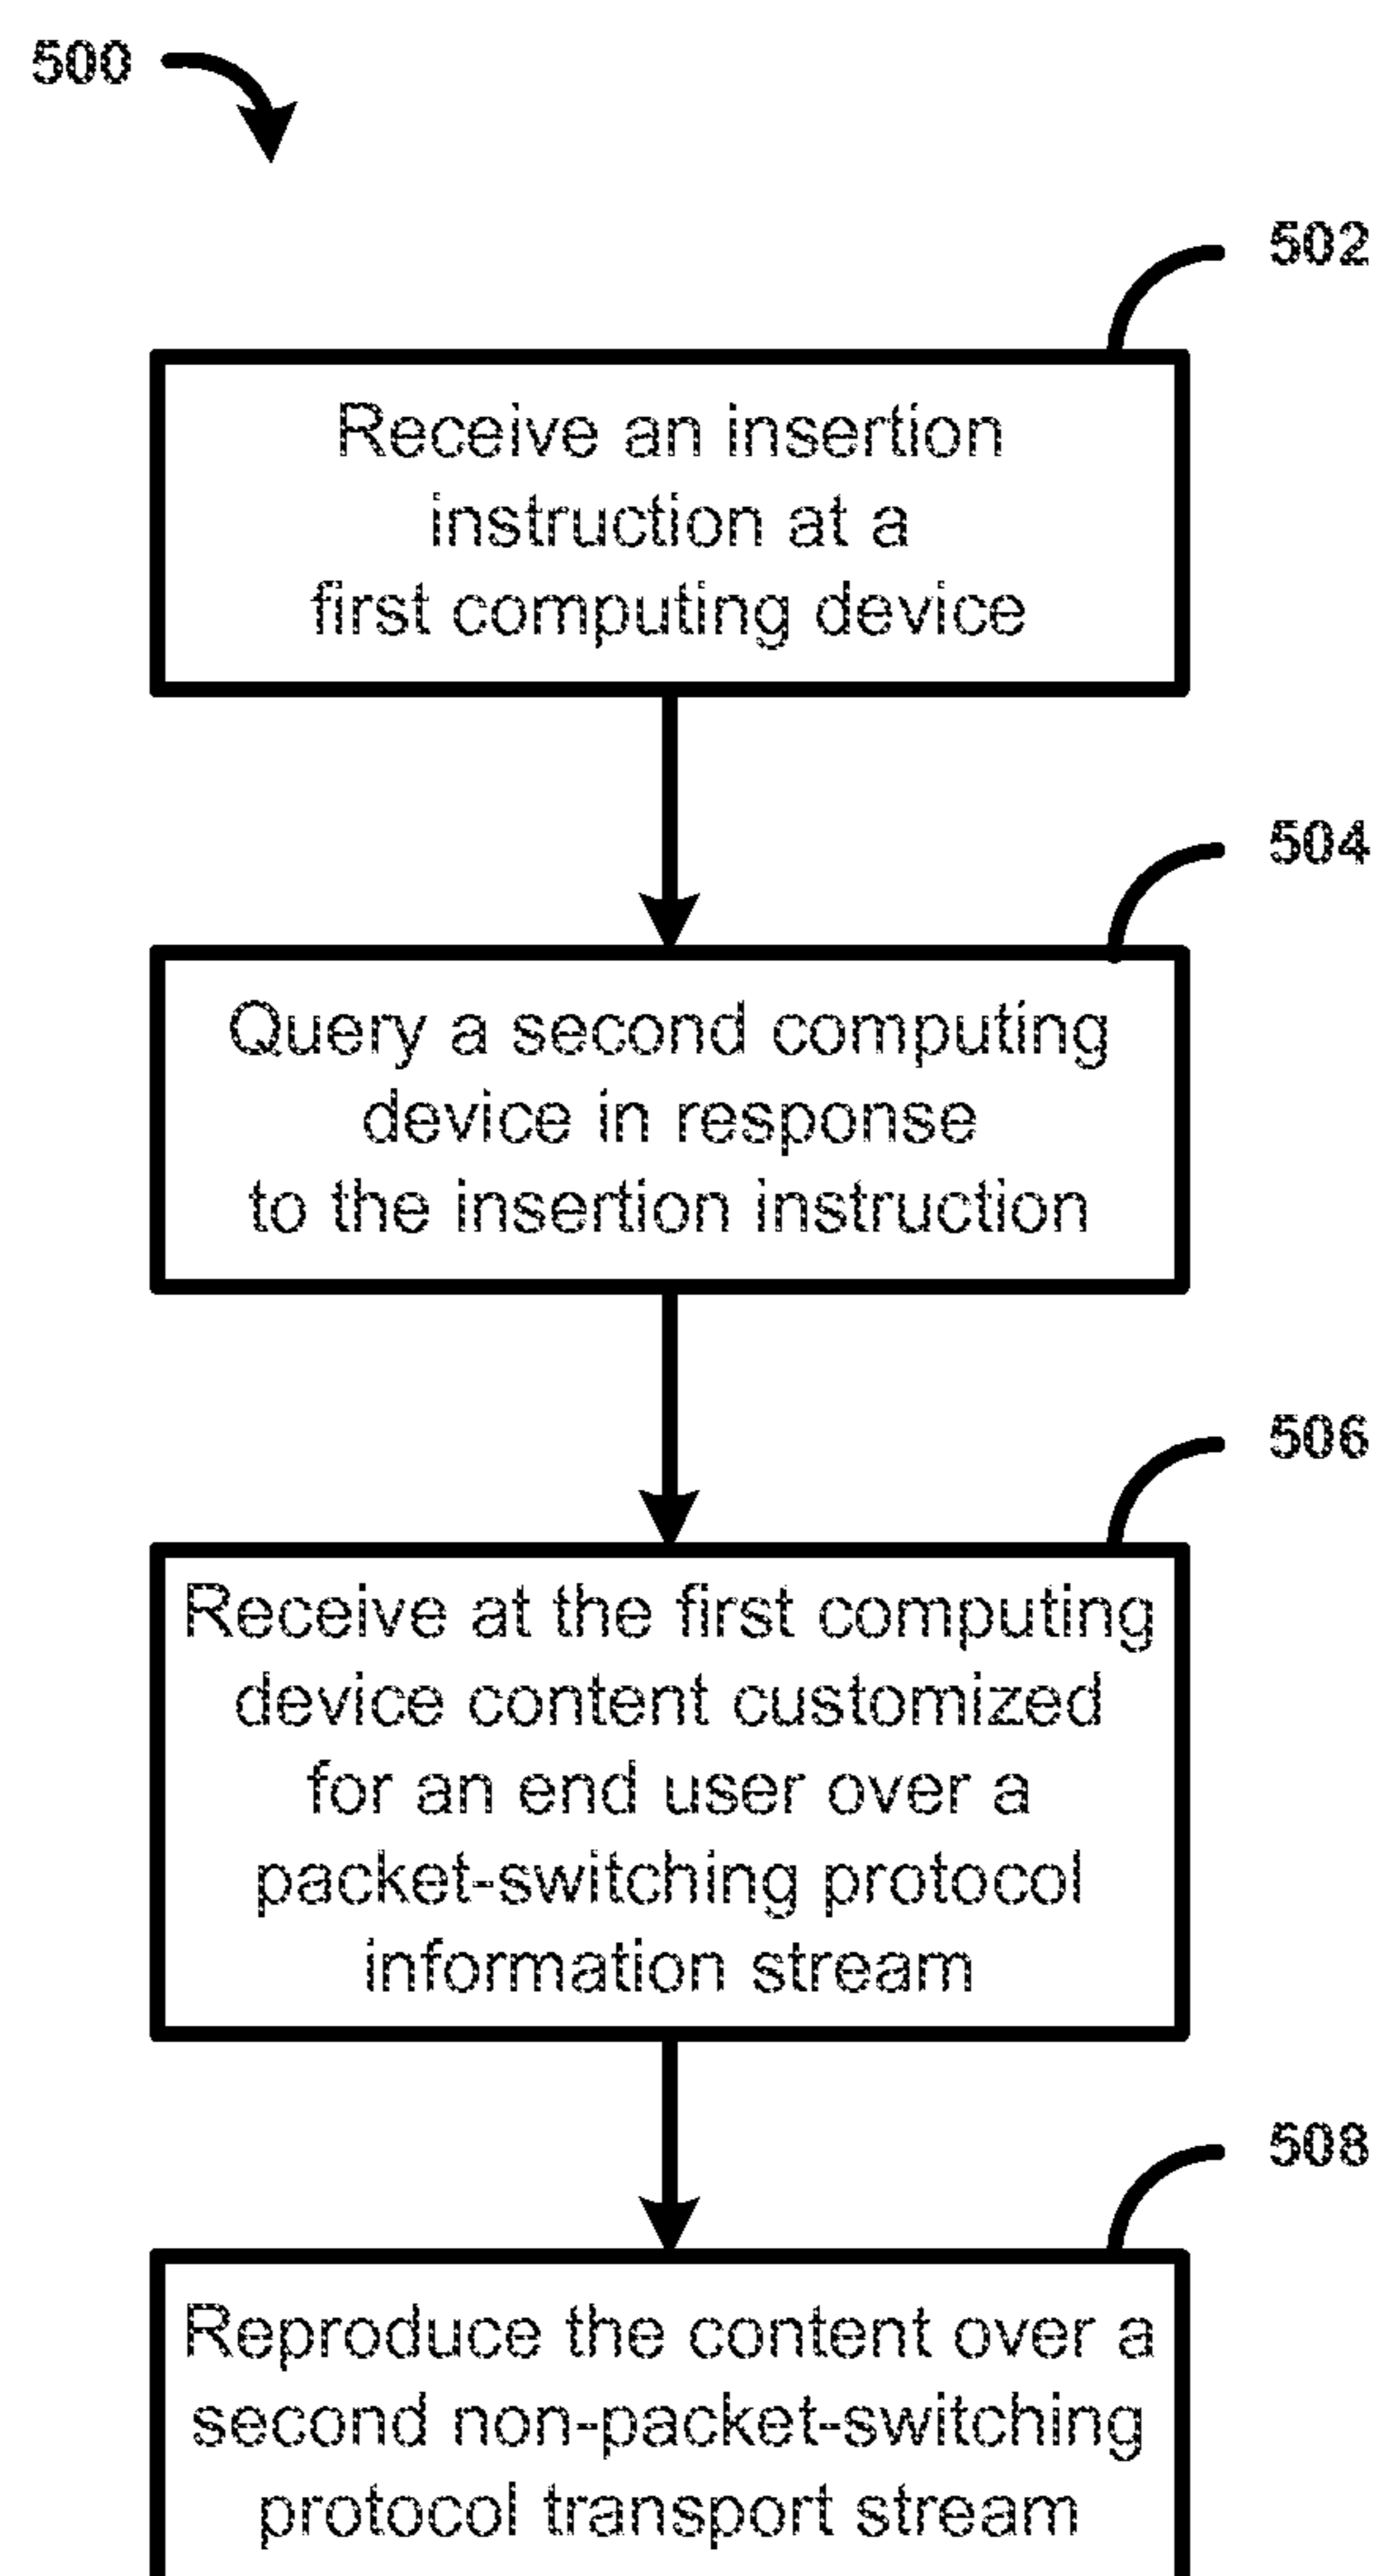 500
502
Receive an insertion
instruction at a
first computing device
504
Query a second computing
device in response
to the insertion instruction
506
Receive at the first computing
device content customized
for an end user over a
packet-switching protocol
information stream
508
Reproduce the content over a
second non-packet-switching
protocol transport stream